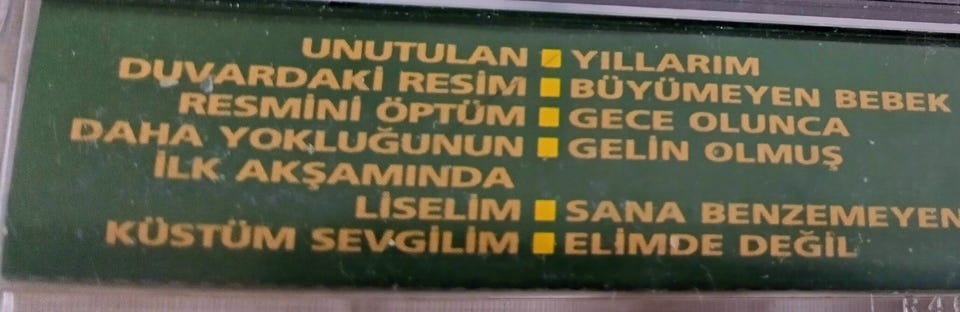 UNUTULAN ■ YILLARIM
DUVARDAKİ RESİM ■ BÜYÜMEYEN BEBEK
RESMİNİ ÖPTÜM ■ GECE OLUNCA
DAHA YOKLUĞUNUN ■ GELİN OLMUŞ
İLK AKŞAMINDA
LİSELİM ■ SANA BENZEMEYEN
KÜSTÜM SEVGİLİM ■ ELİMDE DEĞİL